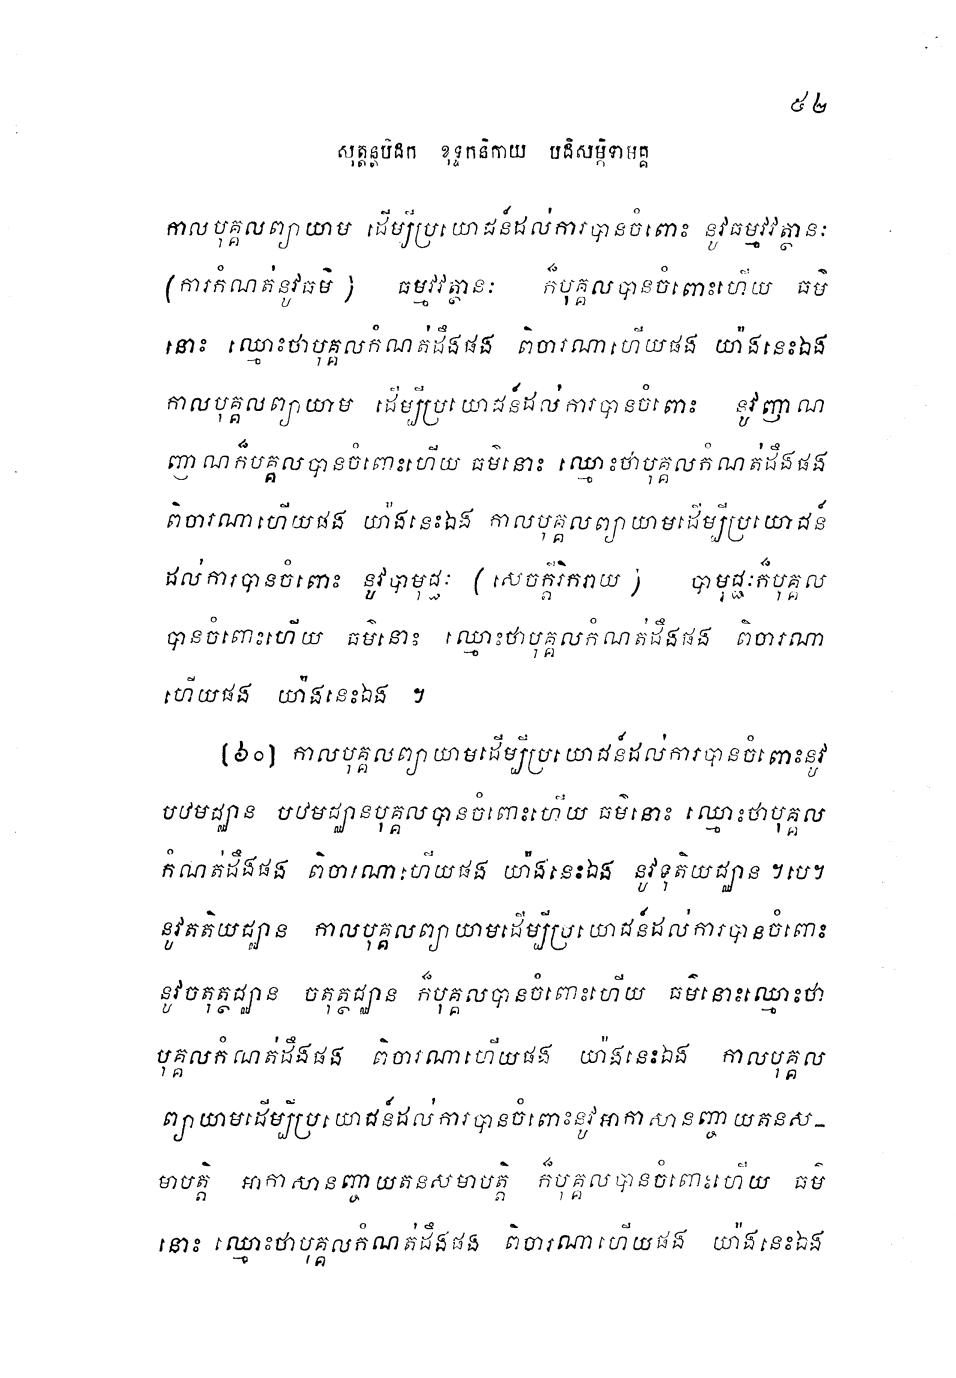 ៥២
សុត្តន្តបិដក ខុទ្ទកនិកាយ បដិសម្ភិទាមគ្គ
កាលបុគ្គលព្យាយាម ដើម្បីប្រយោជន៍ដល់ការបានចំពោះ នូវធម្មវវត្ថានៈ
(ការកំណត់នូវធម៌) ធម្មវវត្ថានៈ ក៏បុគ្គលបានចំពោះហើយ ធម៌
នោះ ឈ្មោះថាបុគ្គលកំណត់ដឹងផង ពិចារណាហើយផង យ៉ាងនេះឯង
កាលបុគ្គលព្យាយាម ដើម្បីប្រយោជន៍ដល់ការបានចំពោះ នូវញាណ
ញាណក៏បគ្គលបានចំពោះហើយ ធម៌នោះ ឈ្មោះថាបុគ្គលកំណត់ដឹងផង
ពិចារណាហើយផង យ៉ាងនេះឯង កាលបុគ្គលព្យាយាមដើម្បីប្រយោជន៍
ដល់ការបានចំពោះ នូវបាមុជ្ជៈ (សេចក្តីរីករាយ) បាមុជ្ជៈក៏បុគ្គល
បានចំពោះហើយ ធម៌នោះ ឈ្មោះថាបុគ្គលកំណត់ដឹងផង ពិចារណា
ហើយផង យ៉ាងនេះឯង ។
(៦០) កាលបុគ្គលព្យាយាមដើម្បីប្រយោជន៍ដល់ការបានចំពោះនូវ
បឋមជ្ឈាន បឋមជ្ឈានបុគ្គលបានចំពោះហើយ ធម៌នោះ ឈ្មោះថាបុគ្គល
កំណត់ដឹងផង ពិចារណាហើយផង យ៉ាងនេះឯង នូវទុតិយជ្ឈាន ។បេ។
នូវតតិយជ្ឈាន កាលបុគ្គលព្យាយាមដើម្បីប្រយោជន៍ដល់ការបានចំពោះ
នូវចតុត្ថជ្ឈាន ចតុត្ថជ្ឈាន ក៏បុគ្គលបានចំពោះហើយ ធម៌នោះឈ្មោះថា
បុគ្គលកំណត់ដឹងផង ពិចារណាហើយផង យ៉ាងនេះឯង កាលបុគ្គល
ព្យាយាមដើម្បីប្រយោជន៍ដល់ការបានចំពោះនូវអាកាសានញ្ចាយតនស-
មាបត្តិ អាកាសានញ្ចាយតនសមាបត្តិ ក៏បុគ្គលបានចំពោះហើយ ធម៌
នោះ ឈ្មោះថាបុគ្គលកំណត់ដឹងផង ពិចារណាហើយផង យ៉ាងនេះឯង